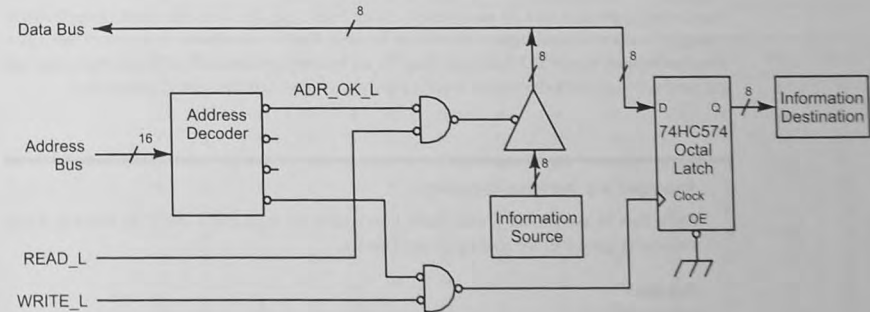 Data Bus
8
8
8
ADR_OK_L
Address
Decoder
Address
Bus
16
D
Q
8
74HC574
Octal
Latch
Clock
OE
Information
Destination
8
Information
Source
READ_L
WRITE_L